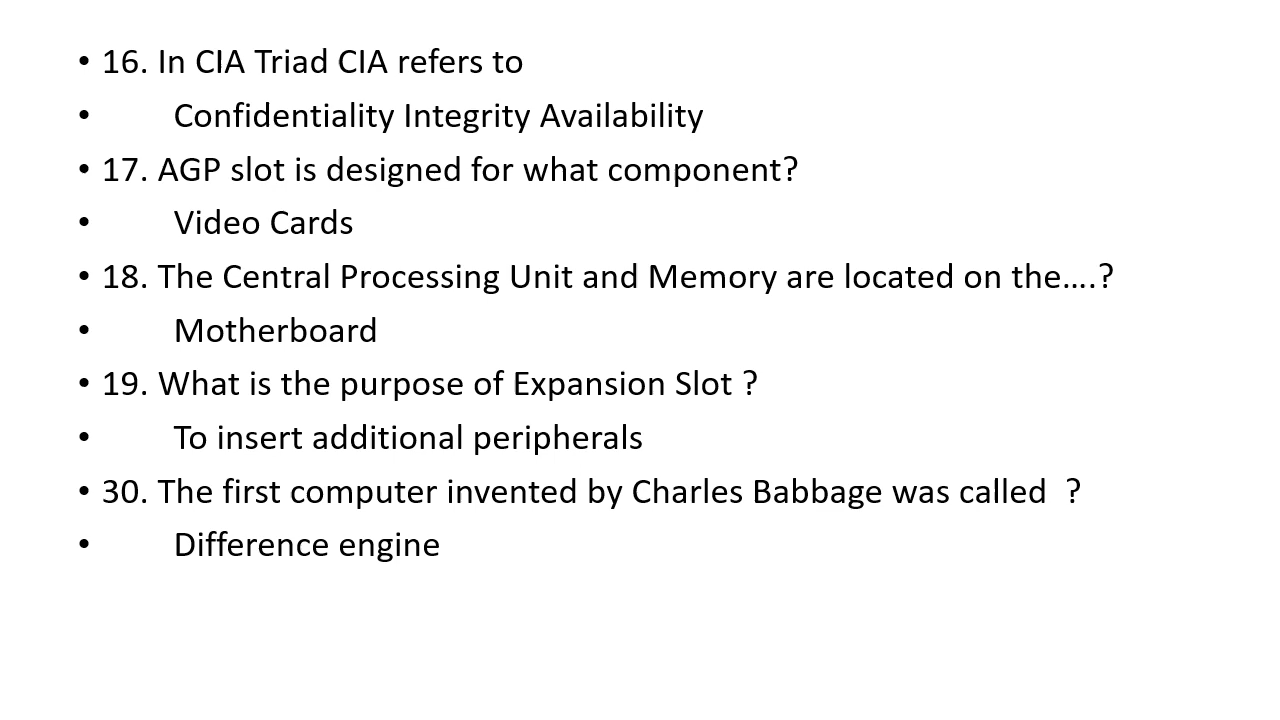 • 16. In CIA Triad CIA refers to
• Confidentiality Integrity Availability
• 17. AGP slot is designed for what component?
• Video Cards
• 18. The Central Processing Unit and Memory are located on the….?
• Motherboard
• 19. What is the purpose of Expansion Slot ?
• To insert additional peripherals
• 30. The first computer invented by Charles Babbage was called  ?
• Difference engine